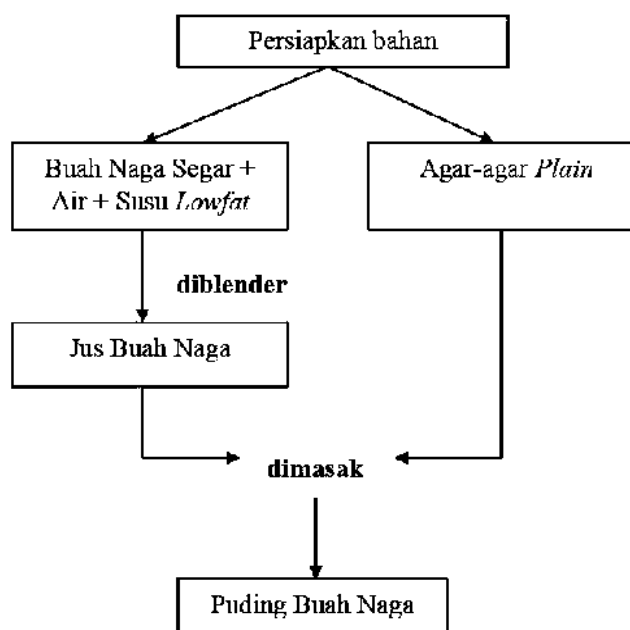 Persiapkan bahan
Buah Naga Segar +
Air + Susu Lowfat
Agar-agar Plain
diblender
Jus Buah Naga
dimasak
Puding Buah Naga